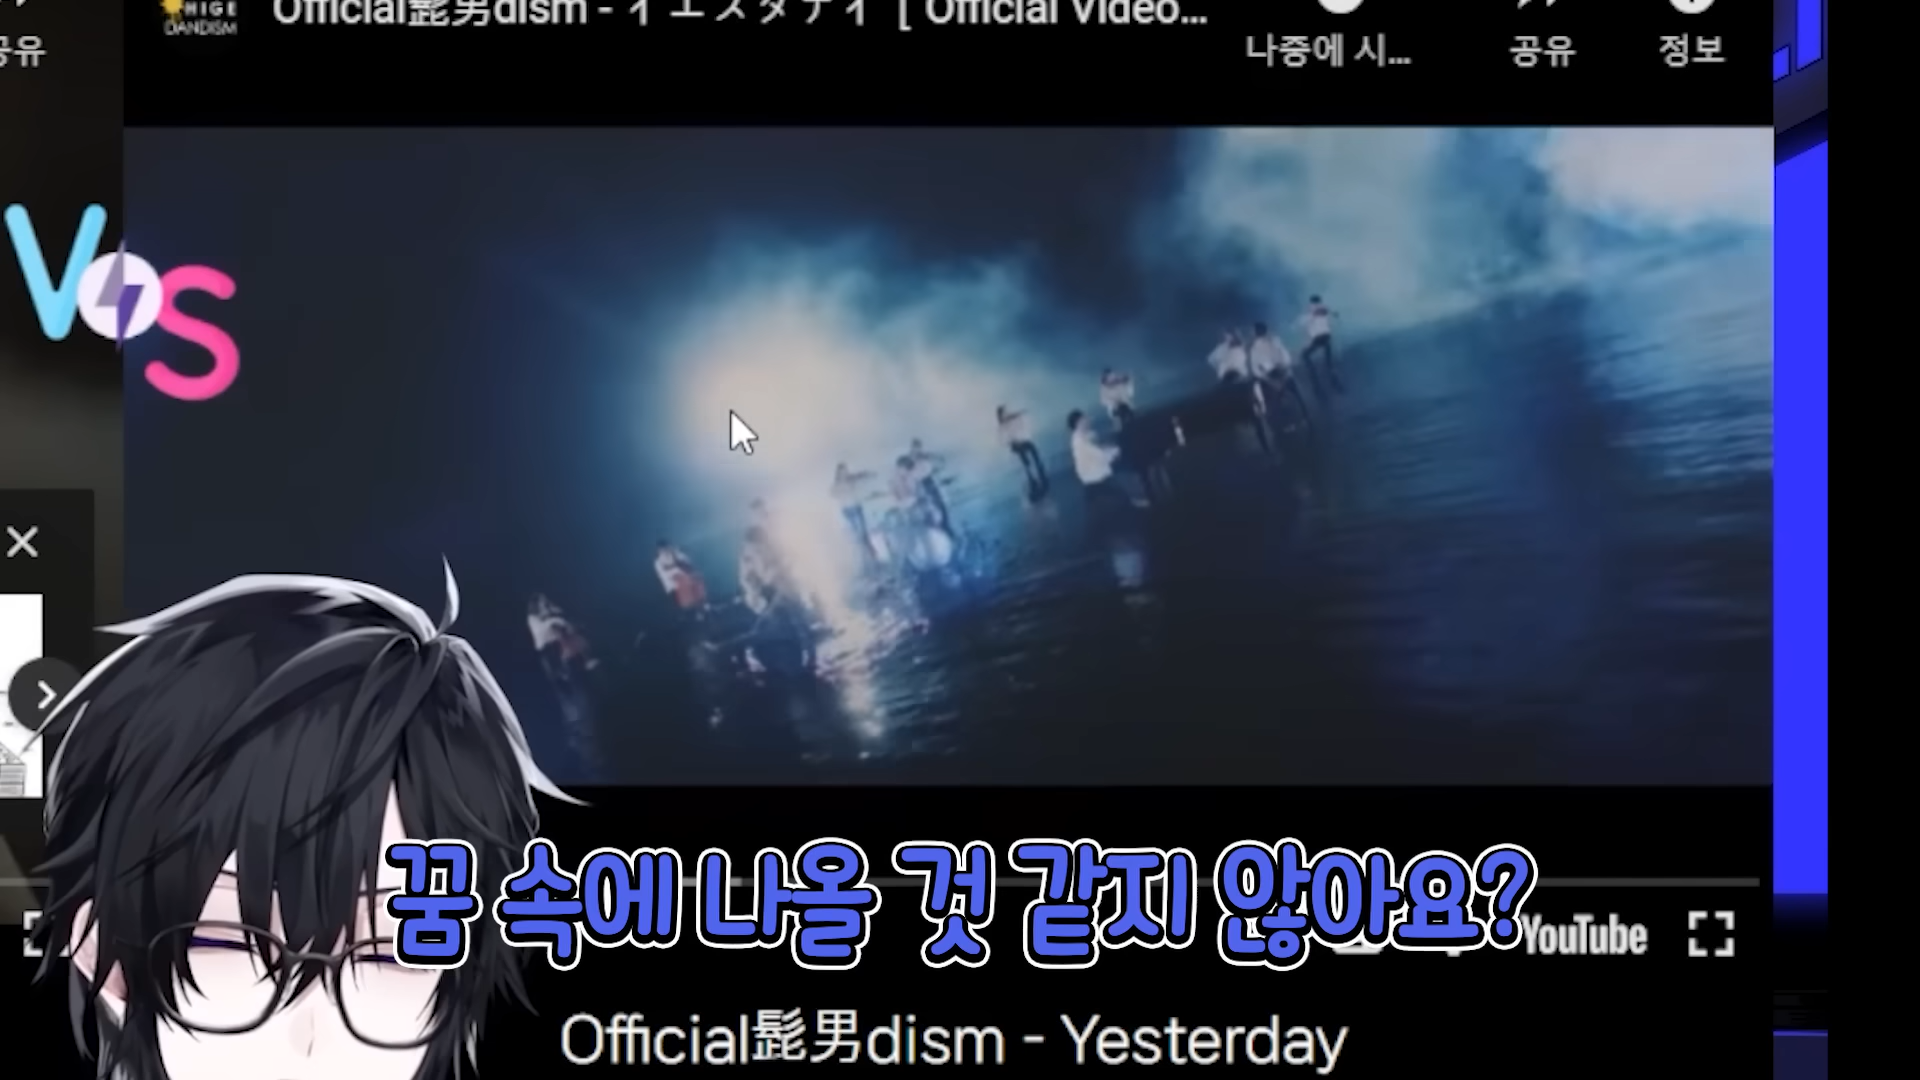 HIGE
DANDISM
Official髭男dism - イエスタデイ [ Official Video...
공유
나중에 시...
공유
정보
VS
꿈 속에 나올 것 같지 않아요?
YouTube
Official髭男dism - Yesterday